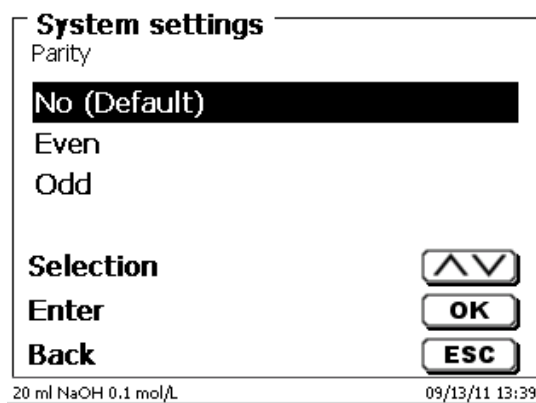 System settings
Parity
No (Default)
Even
Odd
Selection
Enter OK
Back ESC
20 ml NaOH 0.1 mol/L 09/13/11 13:39